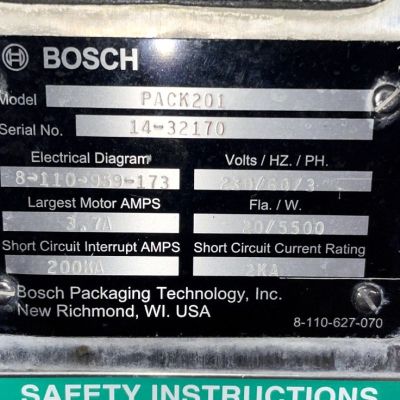 BOSCH
Model PACK201
Serial No. 14-32170
Electrical Diagram Volts / HZ. / PH.
8-110-959-173 230/60/3
Largest Motor AMPS Fla. / W.
3.7A 20/5500
Short Circuit Interrupt AMPS Short Circuit Current Rating
200KA 2KA
Bosch Packaging Technology, Inc.
New Richmond, WI. USA
8-110-627-070
SAFETY INSTRUCTIONS